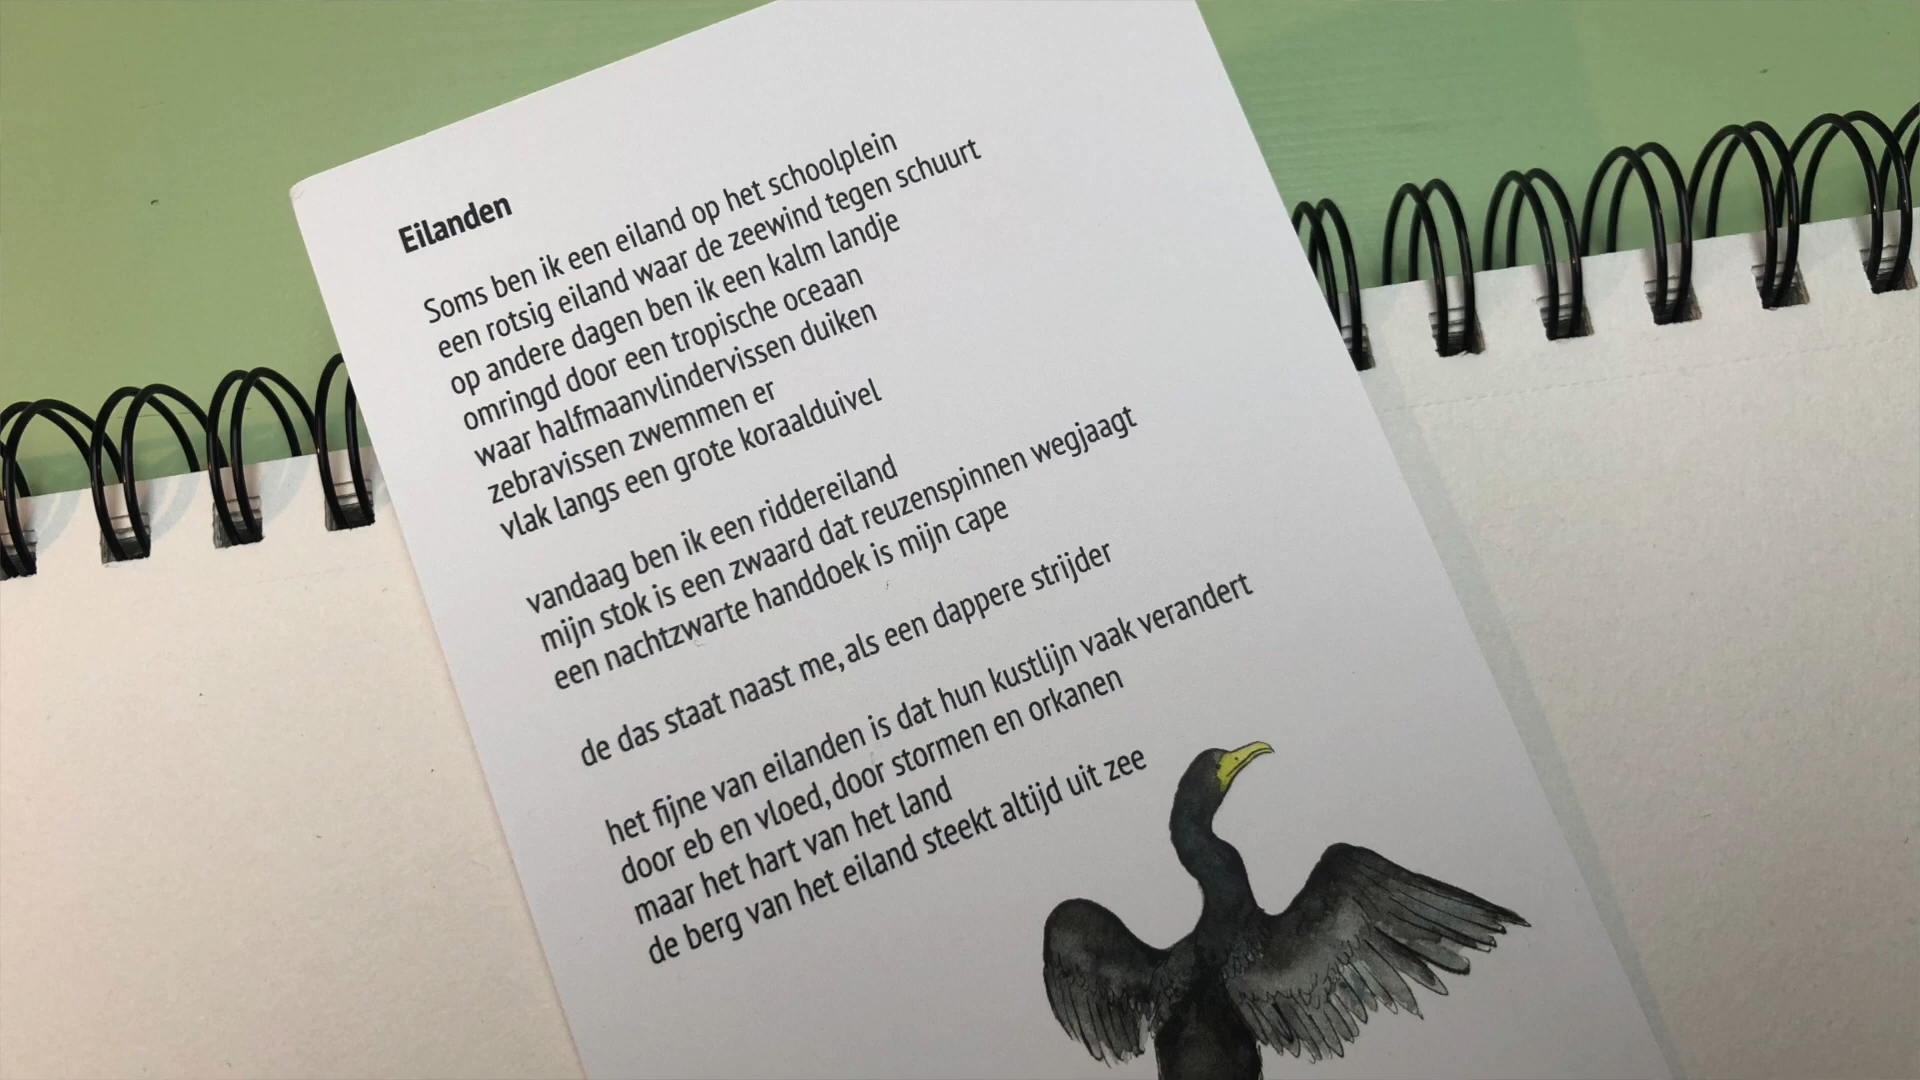 Eilanden
Soms ben ik een eiland op het schoolplein
een rotsig eiland waar de zeewind tegen schuurt
op andere dagen ben ik een kalm landje
omringd door een tropische oceaan
waar halfmaanvlindervissen duiken
zebravissen zwemmen er
vlak langs een grote koraalduivel
vandaag ben ik een riddereiland
mijn stok is een zwaard dat reuzenspinnen wegjaagt
een nachtzwarte handdoek is mijn cape
de das staat naast me, als een dappere strijder
het fijne van eilanden is dat hun kustlijn vaak verandert
door eb en vloed, door stormen en orkanen
maar het hart van het land
de berg van het eiland steekt altijd uit zee